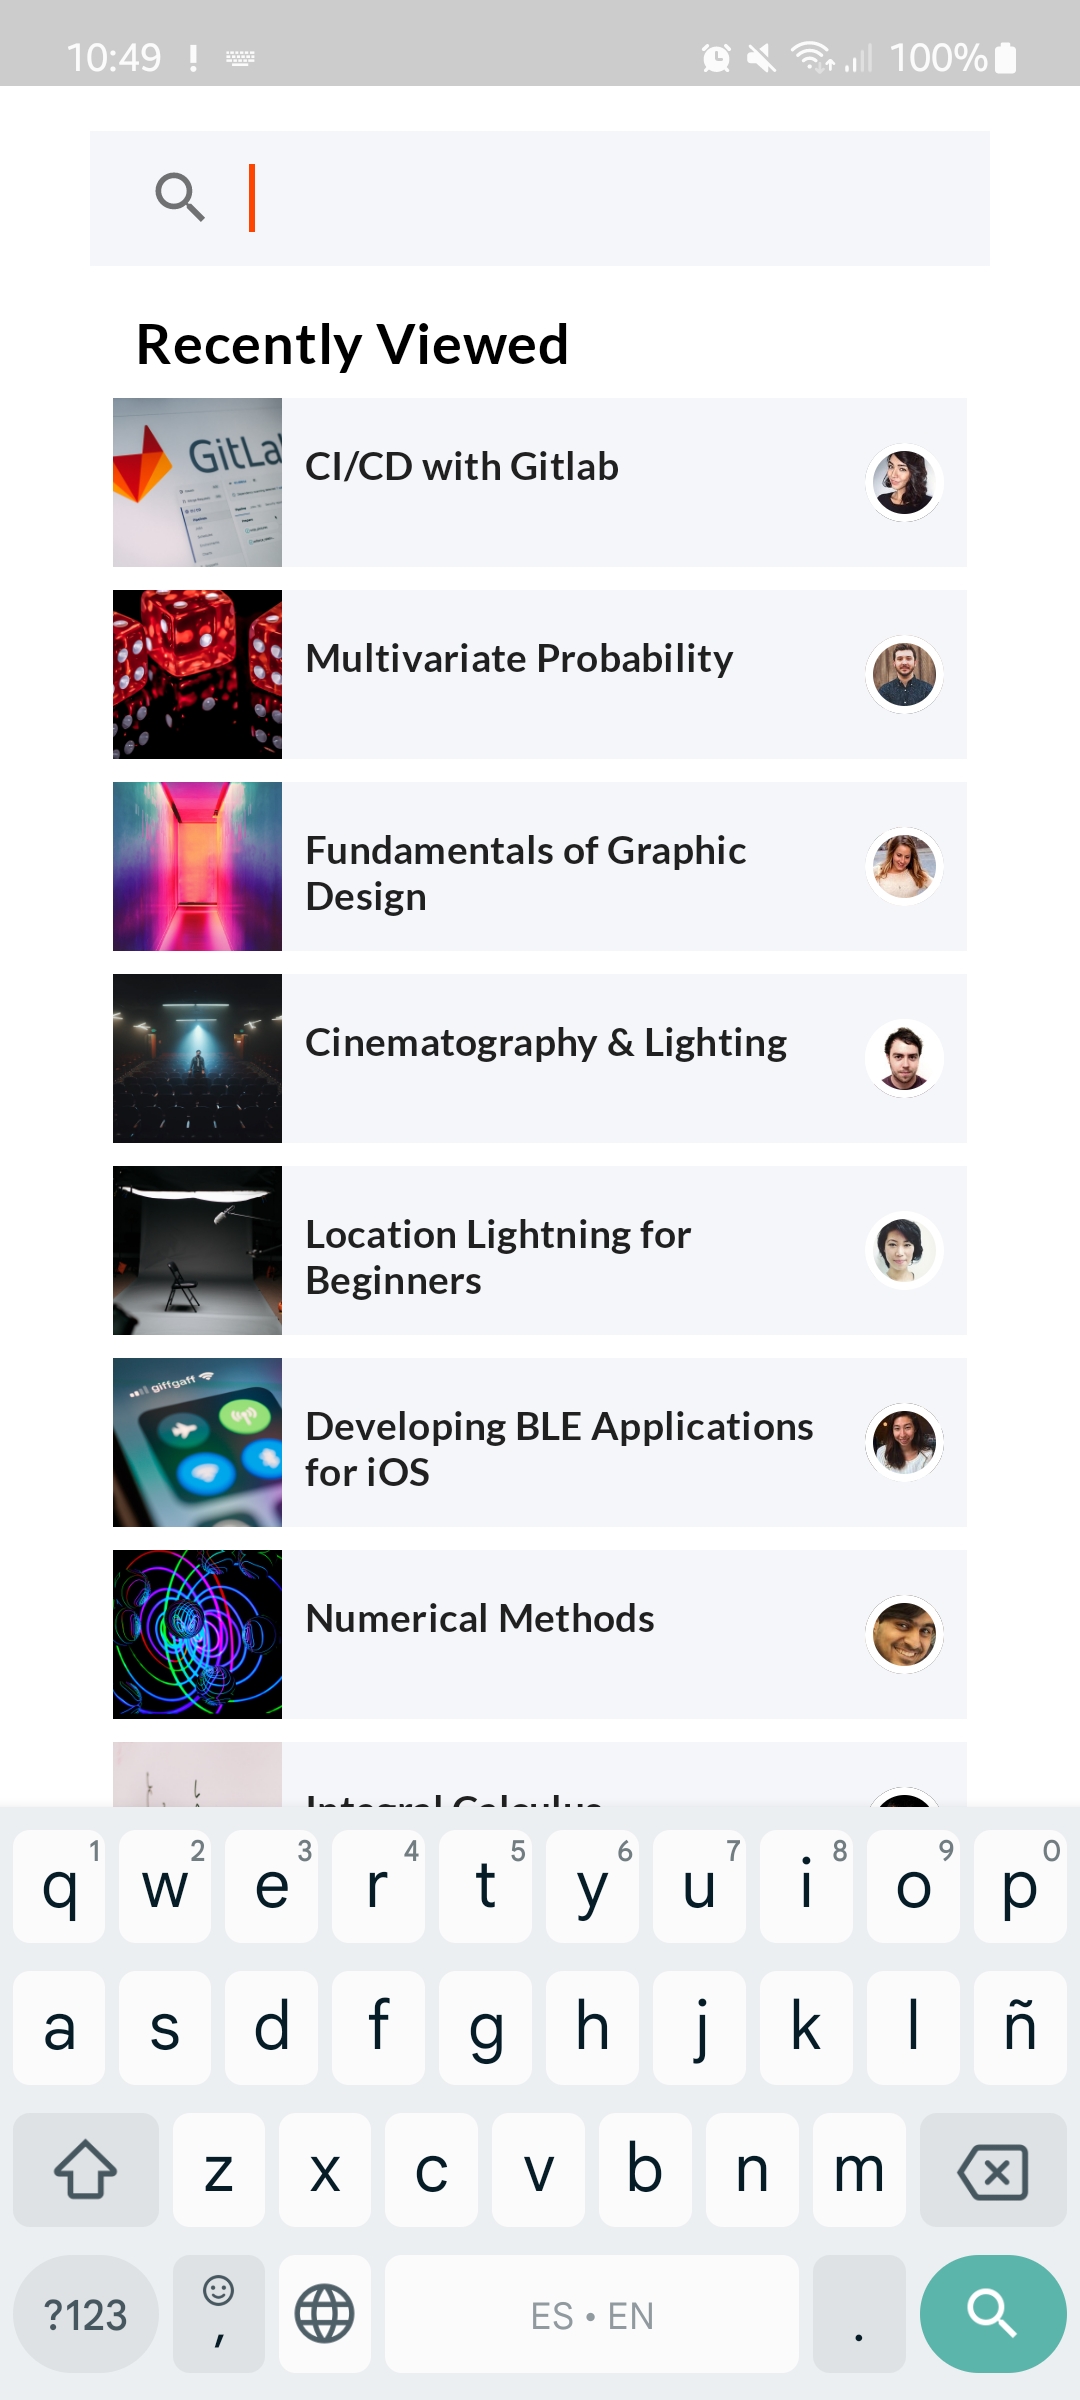 10:49
100%
Recently Viewed
GitLa
CI/CD with Gitlab
Multivariate Probability
Fundamentals of Graphic
Design
Cinematography & Lighting
Location Lightning for
Beginners
giffgaff
Developing BLE Applications
for iOS
Numerical Methods
Integral Calculus
1 2 3 4 5 6 7 8 9 0
q w e r t y u i o p
a s d f g h j k l ñ
z x c v b n m
?123 , ES • EN .